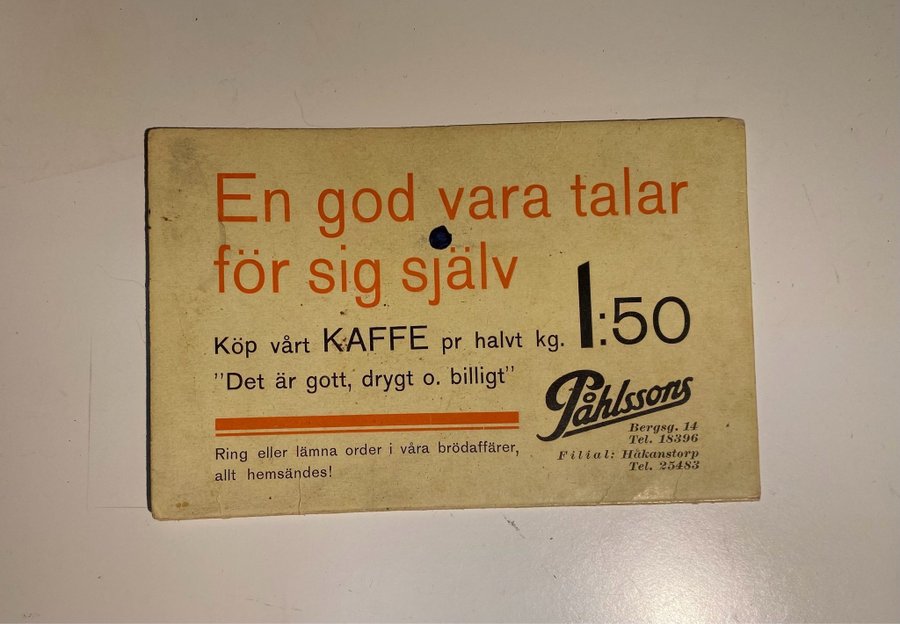 En god vara talar
för sig själv
Köp vårt KAFFE pr halvt kg. 1:50
"Det är gott, drygt o. billigt"
Påhlssons
Bergsg. 14
Tel. 18396
Filial: Håkanstorp
Tel. 25483
Ring eller lämna order i våra brödaffärer,
allt hemsändes!